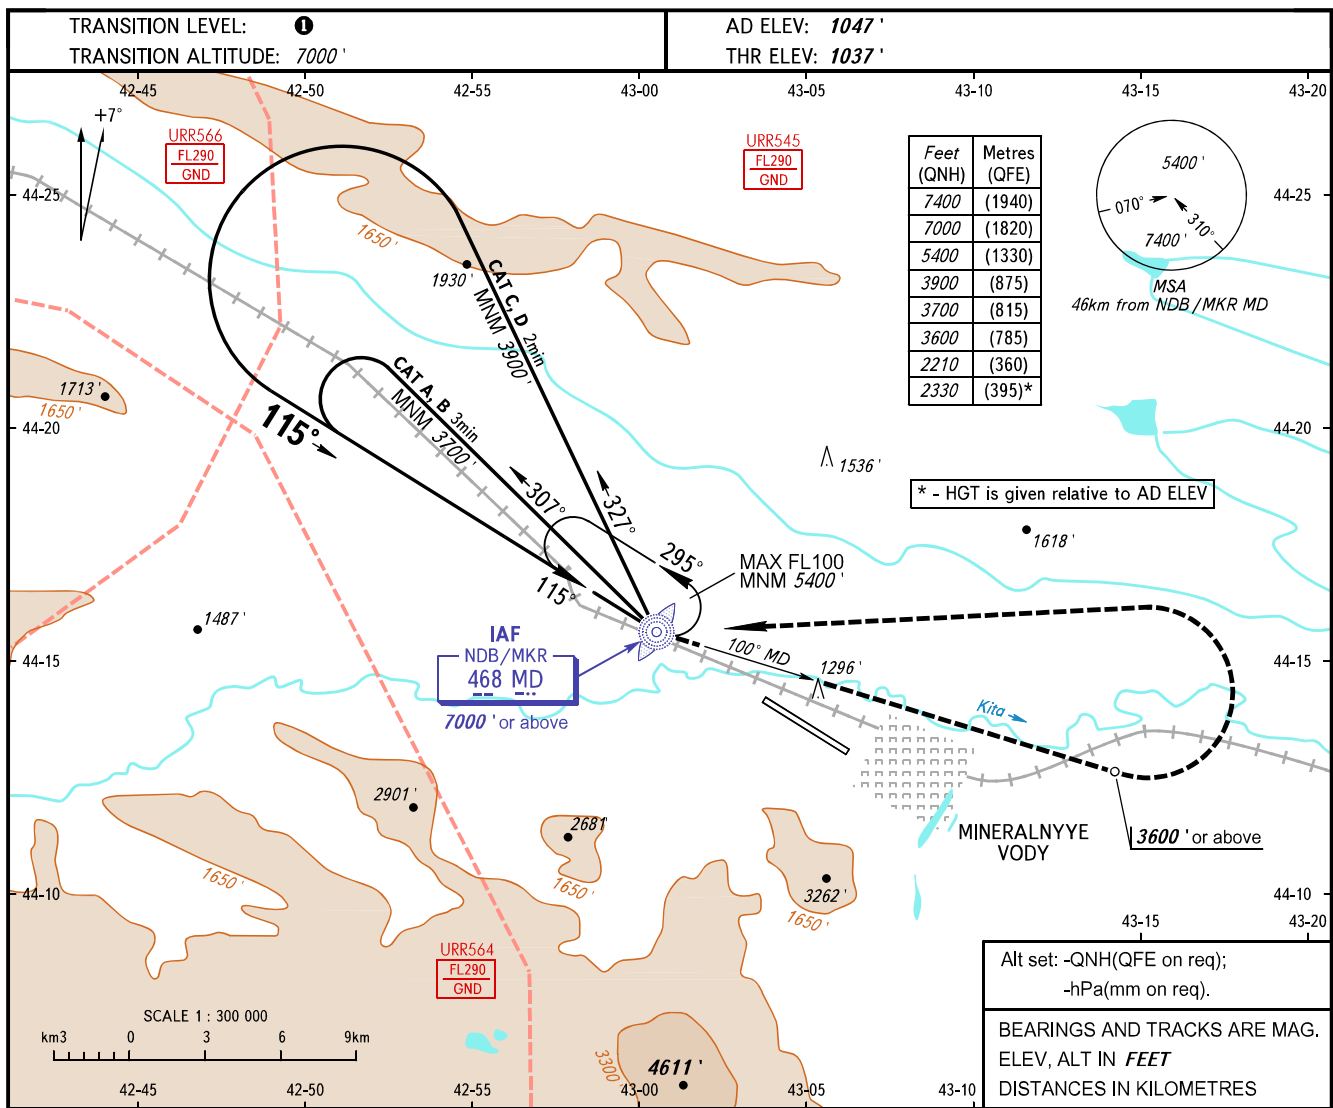 TRANSITION LEVEL: ❶
TRANSITION ALTITUDE: 7000 '
AD ELEV: 1047 '
THR ELEV: 1037 '
42-45
42-50
42-55
43-00
43-05
43-10
43-15
43-20
+7°
URR566
FL290
GND
URR545
FL290
GND
Feet (QNH) Metres (QFE)
7400 (1940)
7000 (1820)
5400 (1330)
3900 (875)
3700 (815)
3600 (785)
2210 (360)
2330 (395)*
5400 '
070°
310°
7400 '
MSA
46km from NDB/MKR MD
44-25
44-25
1650 '
1930 '
CAT C, D 2min
MNM 3900'
CAT A, B 3min
MNM 3700'
1713 '
1650 '
115°
44-20
44-20
1536 '
* - HGT is given relative to AD ELEV
307°
327°
295°
1618 '
MAX FL100
MNM 5400 '
115°
1487 '
IAF
NDB/MKR
468 MD
7000 ' or above
100° MD
1296 '
44-15
44-15
Kita
2901 '
2681'
MINERALNYYE
VODY
3600 ' or above
1650 '
1650 '
3262 '
1650 '
44-10
44-10
43-15
43-20
URR564
FL290
GND
Alt set: -QNH(QFE on req);
-hPa(mm on req).
SCALE 1 : 300 000
km3 0 3 6 9km
3300 '
4611 '
BEARINGS AND TRACKS ARE MAG.
ELEV, ALT IN FEET
DISTANCES IN KILOMETRES
42-45
42-50
42-55
43-00
43-05
43-10